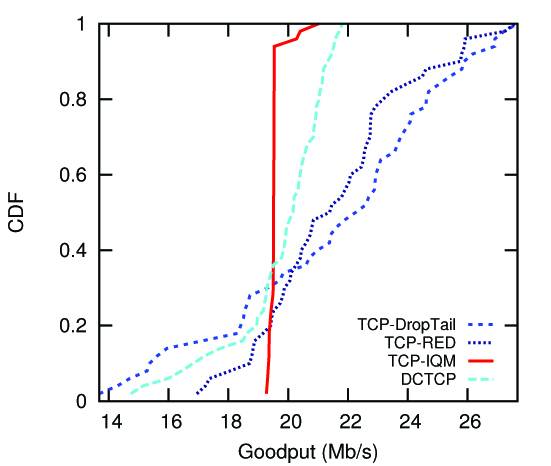 1
0.8
0.6
0.4
0.2
0
CDF
TCP-DropTail
TCP-RED
TCP-IQM
DCTCP
14 16 18 20 22 24 26
Goodput (Mb/s)